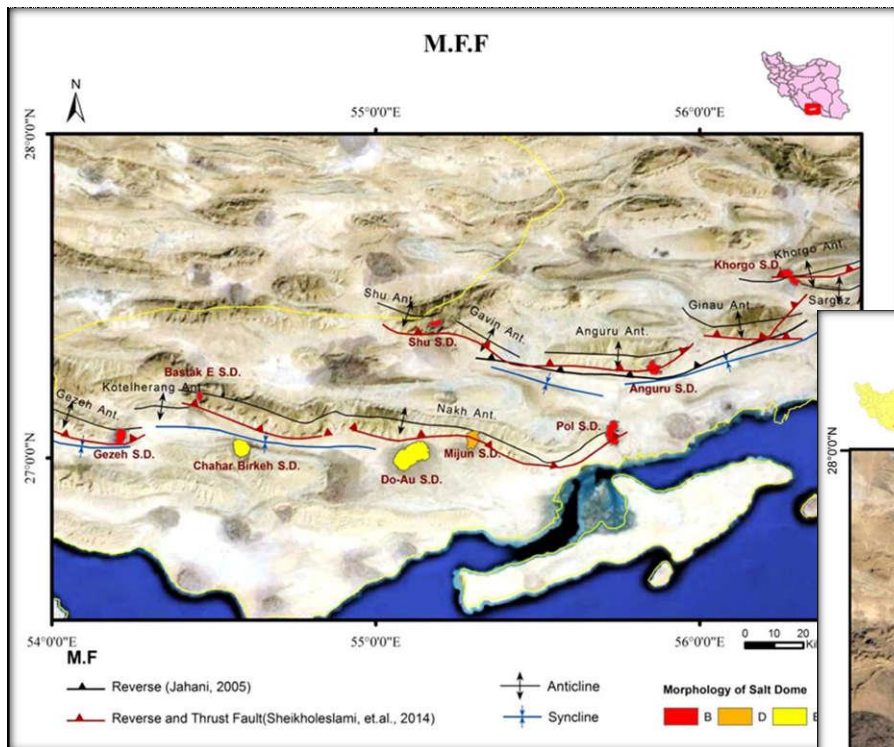 M.F.F
N
55°0'0"E
56°0'0"E
28°0'0"N
Khorgo Ant.
Khorgo S.D.
Shu Ant.
Ginau Ant.
Gavin Ant.
Shu S.D.
Anguru Ant.
28°0'0"N
Bastak E S.D.
Anguru S.D.
Kotelherang Ant.
Gezeh Ant.
Nakh Ant.
Pol S.D.
27°0'0"N
Gezeh S.D.
Chahar Birkeh S.D.
Mijun S.D.
Do-Au S.D.
54°0'0"E
55°0'0"E
56°0'0"E
0
10
20
M.F
Reverse (Jahani, 2005)
Anticline
Morphology of Salt Dome
Reverse and Thrust Fault(Sheikholeslami, et.al., 2014)
Syncline
B
D